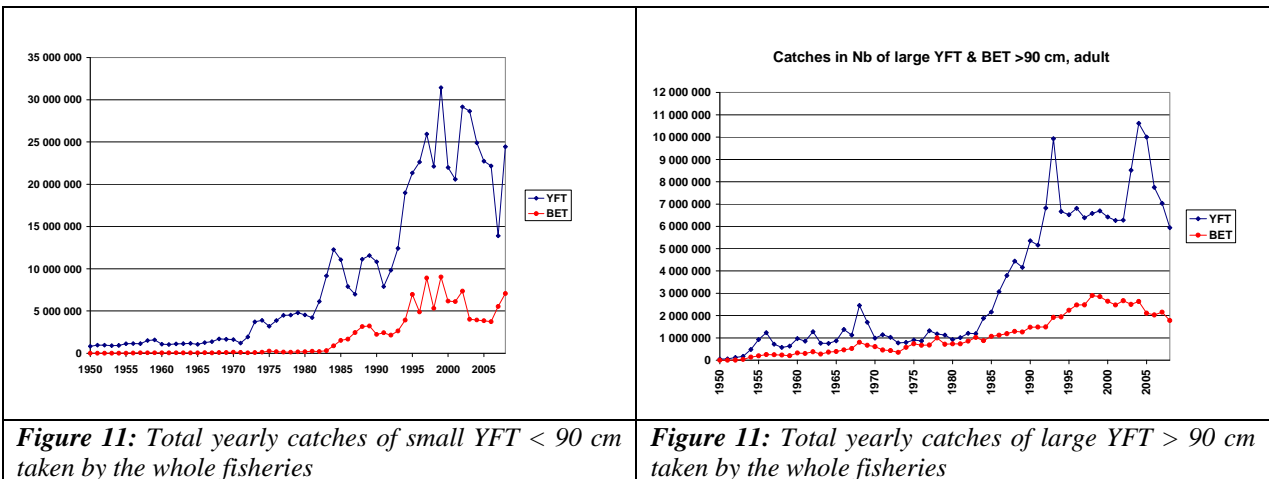 35 000 000
30 000 000
25 000 000
20 000 000
15 000 000
10 000 000
5 000 000
0
1950 1955 1960 1965 1970 1975 1980 1985 1990 1995 2000 2005
YFT
BET
Figure 11: Total yearly catches of small YFT < 90 cm
taken by the whole fisheries
Catches in Nb of large YFT & BET >90 cm, adult
12 000 000
11 000 000
10 000 000
9 000 000
8 000 000
7 000 000
6 000 000
5 000 000
4 000 000
3 000 000
2 000 000
1 000 000
0
1950 1955 1960 1965 1970 1975 1980 1985 1990 1995 2000 2005
YFT
BET
Figure 11: Total yearly catches of large YFT > 90 cm
taken by the whole fisheries